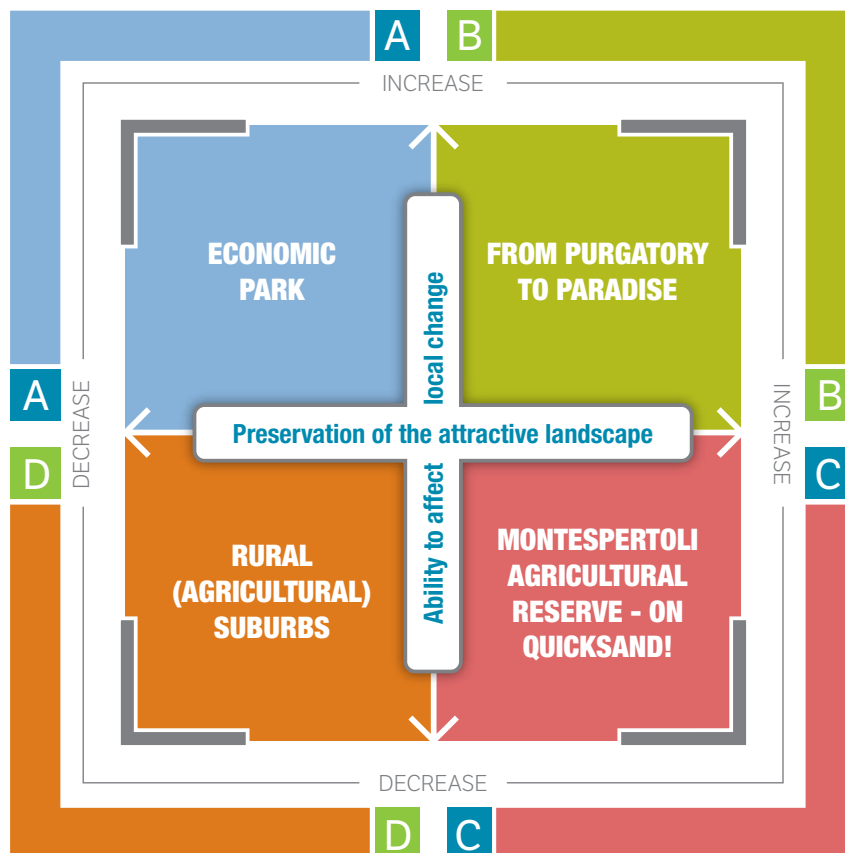 A B
INCREASE
ECONOMIC
PARK
FROM PURGATORY
TO PARADISE
Ability to affect local change
A
DECREASE
D
Preservation of the attractive landscape
INCREASE
B
C
RURAL
(AGRICULTURAL)
SUBURBS
MONTESPERTOLI
AGRICULTURAL
RESERVE - ON
QUICKSAND!
DECREASE
D C